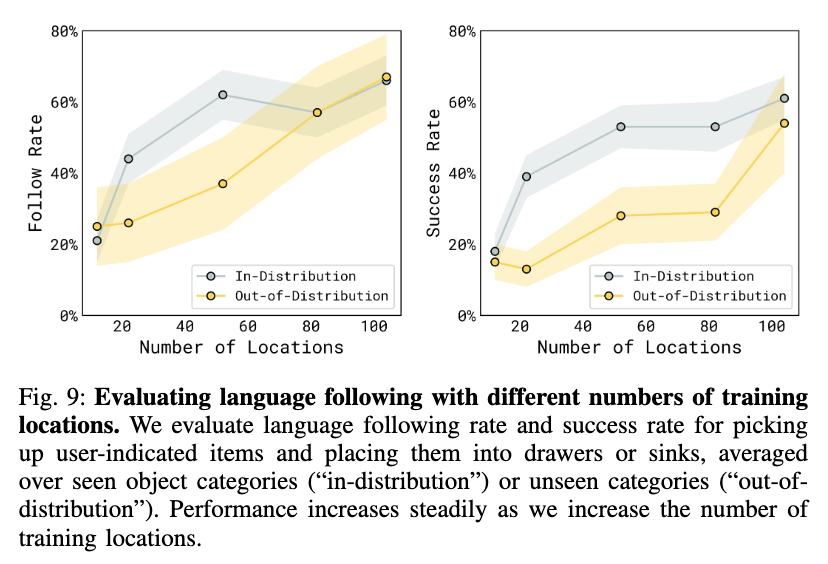 80%
60%
40%
20%
0%
Follow Rate
20 40 60 80 100
Number of Locations
In-Distribution
Out-of-Distribution
80%
60%
40%
20%
0%
Success Rate
20 40 60 80 100
Number of Locations
In-Distribution
Out-of-Distribution
Fig. 9: Evaluating language following with different numbers of training
locations. We evaluate language following rate and success rate for picking
up user-indicated items and placing them into drawers or sinks, averaged
over seen object categories (“in-distribution”) or unseen categories (“out-of-
distribution”). Performance increases steadily as we increase the number of
training locations.